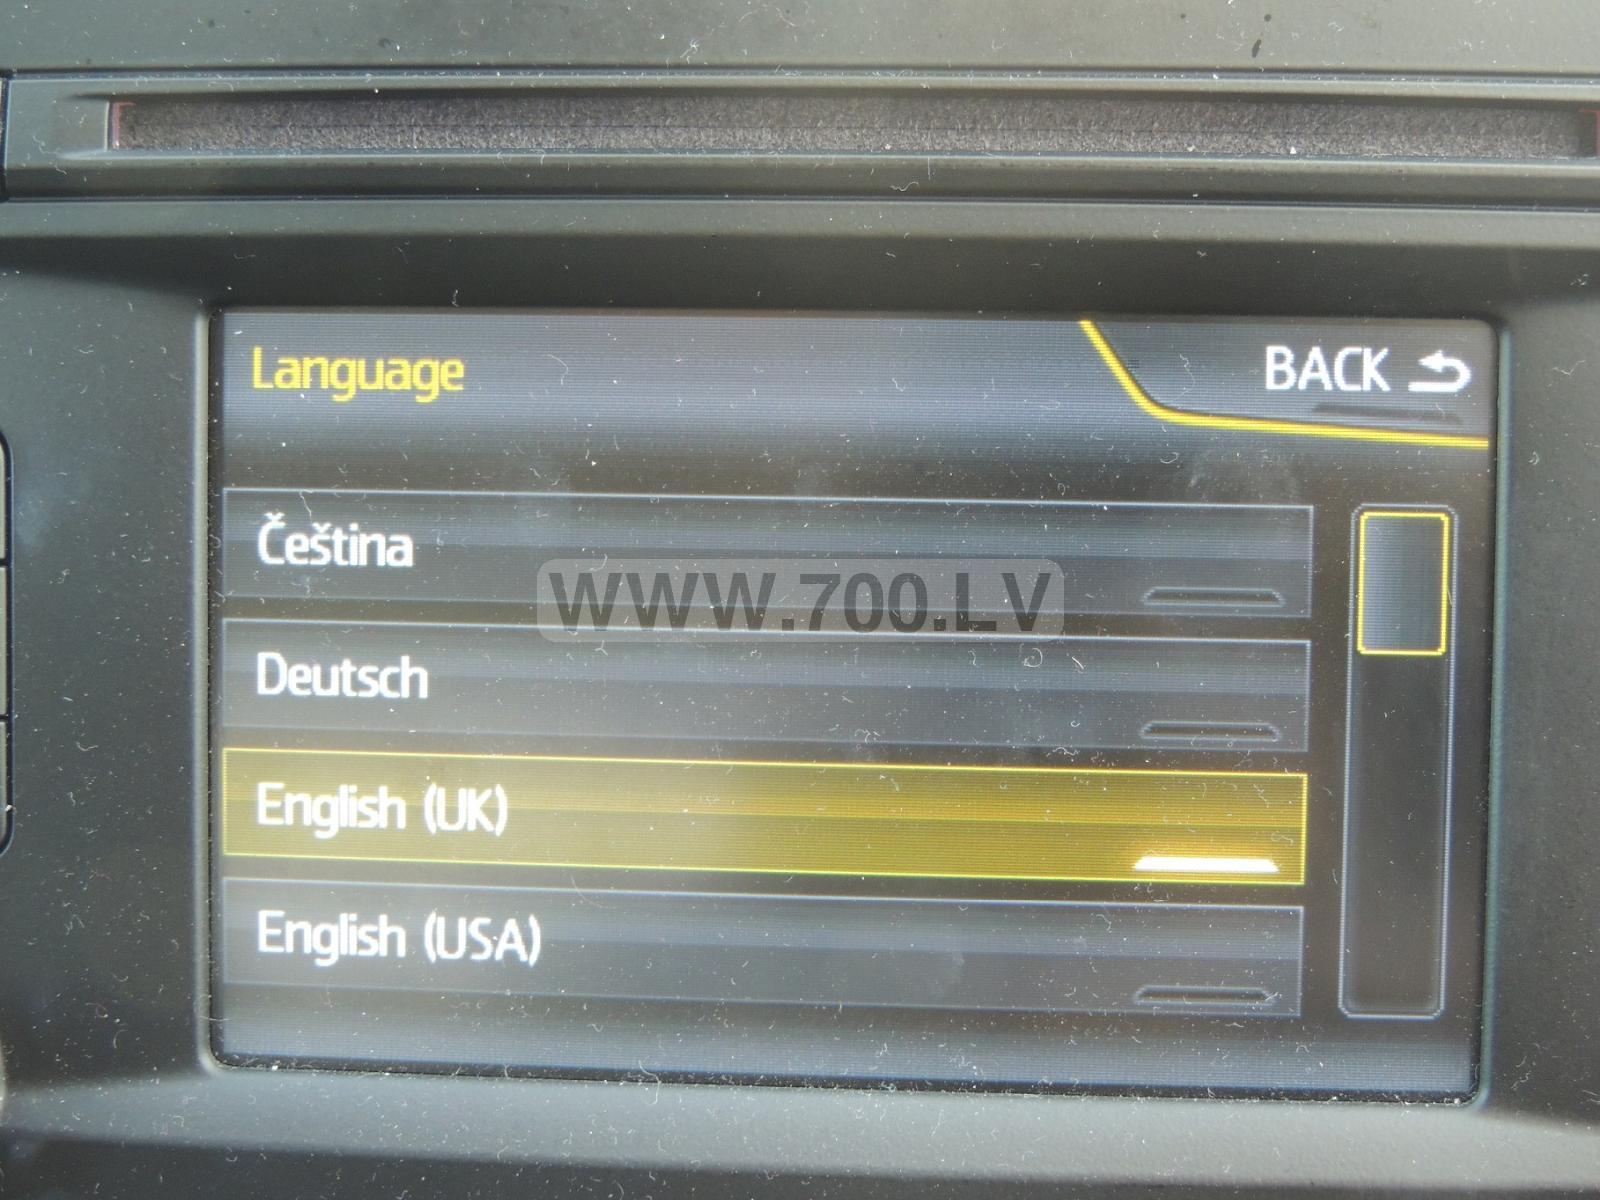 Language
BACK
Čeština
WWW.700.LV
Deutsch
English (UK)
English (USA)